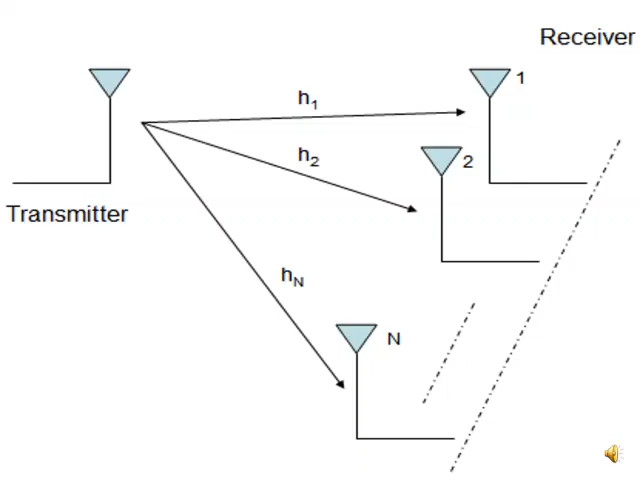 Receiver
1
h1
h2
2
Transmitter
hN
N